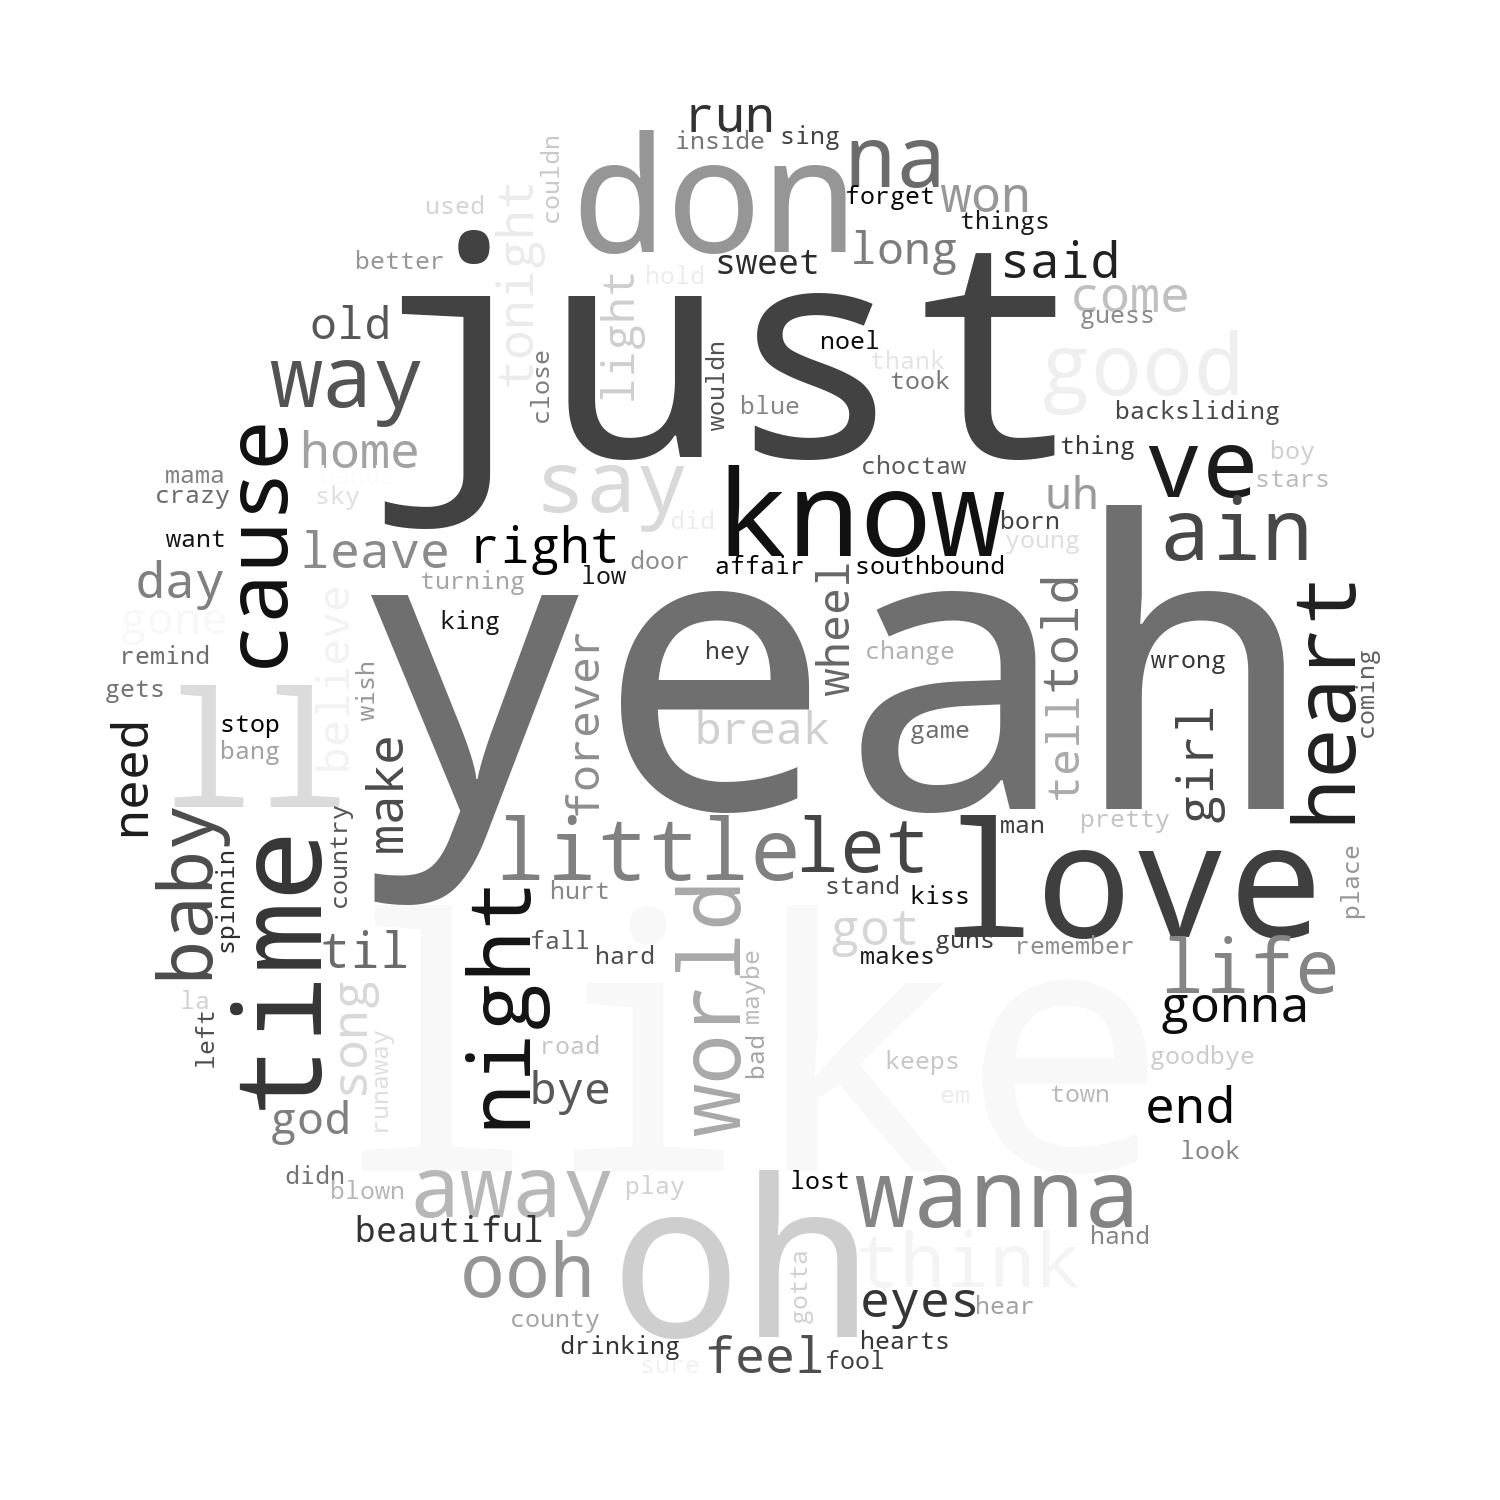 run
inside
sing
don
na
couldn
used
tonight
forget
won
things
better
sweet
long
said
hold
light
come
guess
old
just
noel
thank
good
way
close
wouldn
took
blue
backsliding
cause
home
thing
ve
boy
mama
crazy
sky
say
choctaw
stars
know
uh
want
leave
right
did
born
young
ain
day
turning
low
door
affair
southbound
gone
believe
king
yeah
wheel
told
heart
remind
wish
forever
hey
change
wrong
coming
gets
ll
stop
bang
break
game
tell
girl
need
make
baby
spinnin
time
country
little
let
man
pretty
love
hurt
stand
kiss
place
til
night
fall
hard
world
got
guns
makes
remember
life
la
left
song
runaway
like
maybe
bad
gonna
road
keeps
goodbye
god
bye
em
town
end
look
didn
blown
away
play
lost
wanna
beautiful
oh
hand
ooh
think
gotta
county
eyes
hear
drinking
sure
feel
fool
hearts